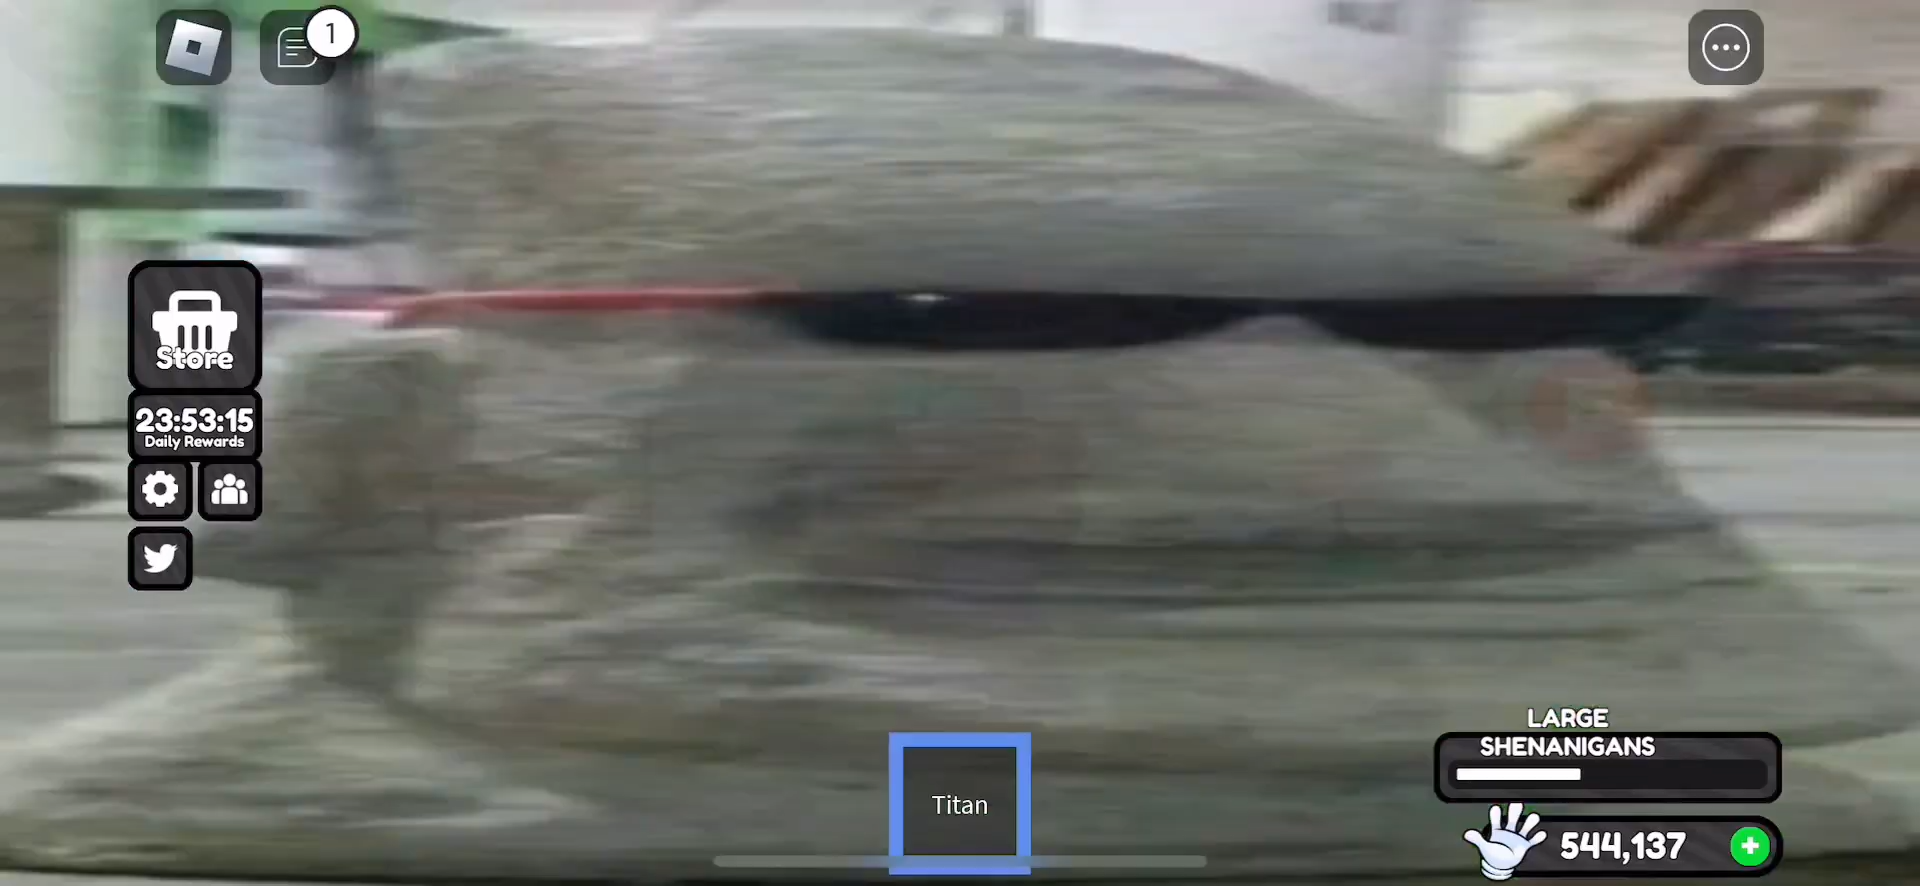 1
Store
23:53:15
Daily Rewards
Titan
LARGE
SHENANIGANS
544,137